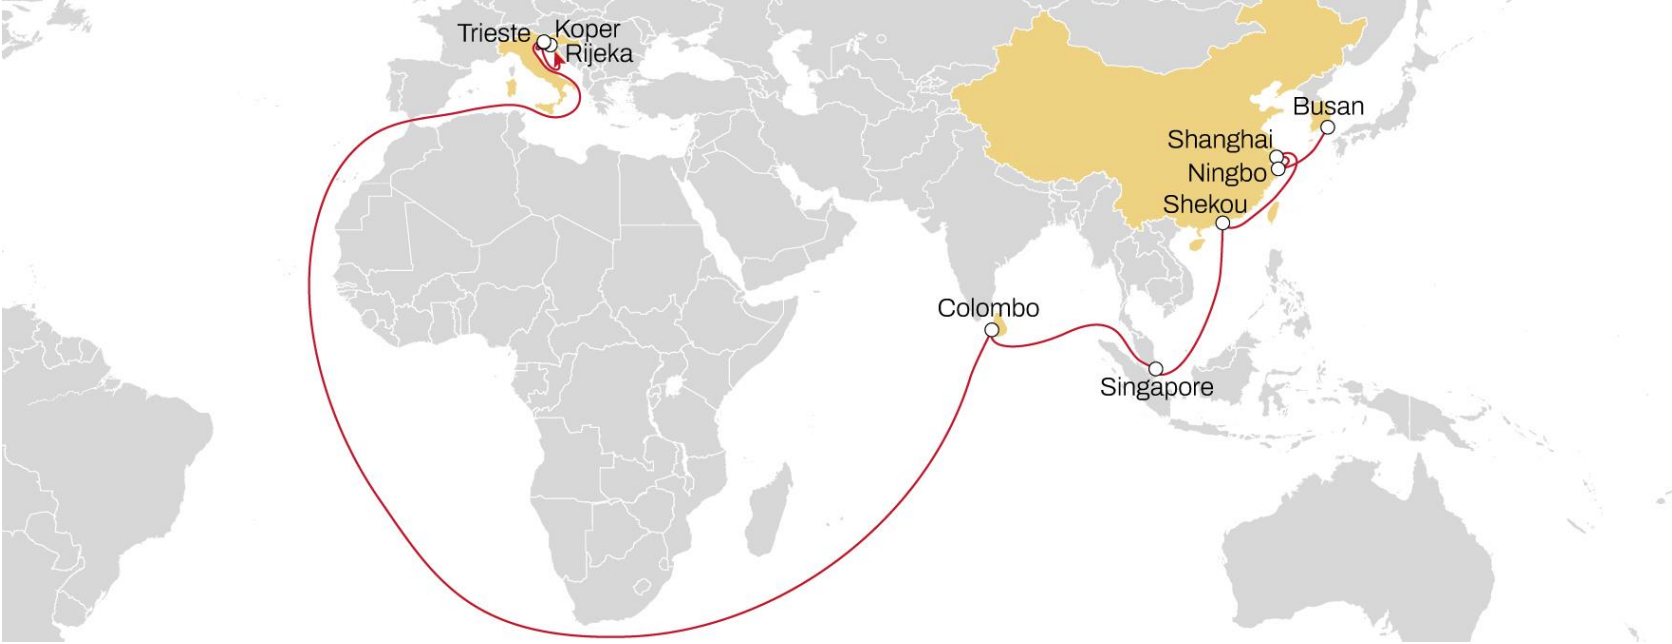 Trieste
Koper
Rijeka
Busan
Shanghai
Ningbo
Shekou
Colombo
Singapore